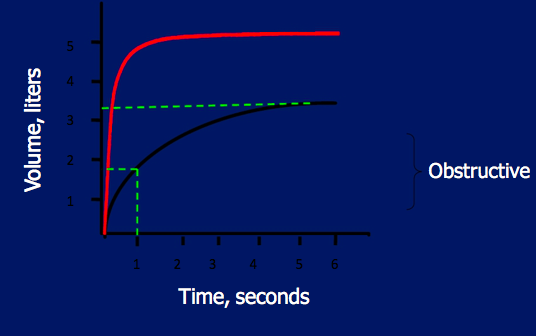 5
4
3
2
1
Volume, liters
Obstructive
1 2 3 4 5 6
Time, seconds